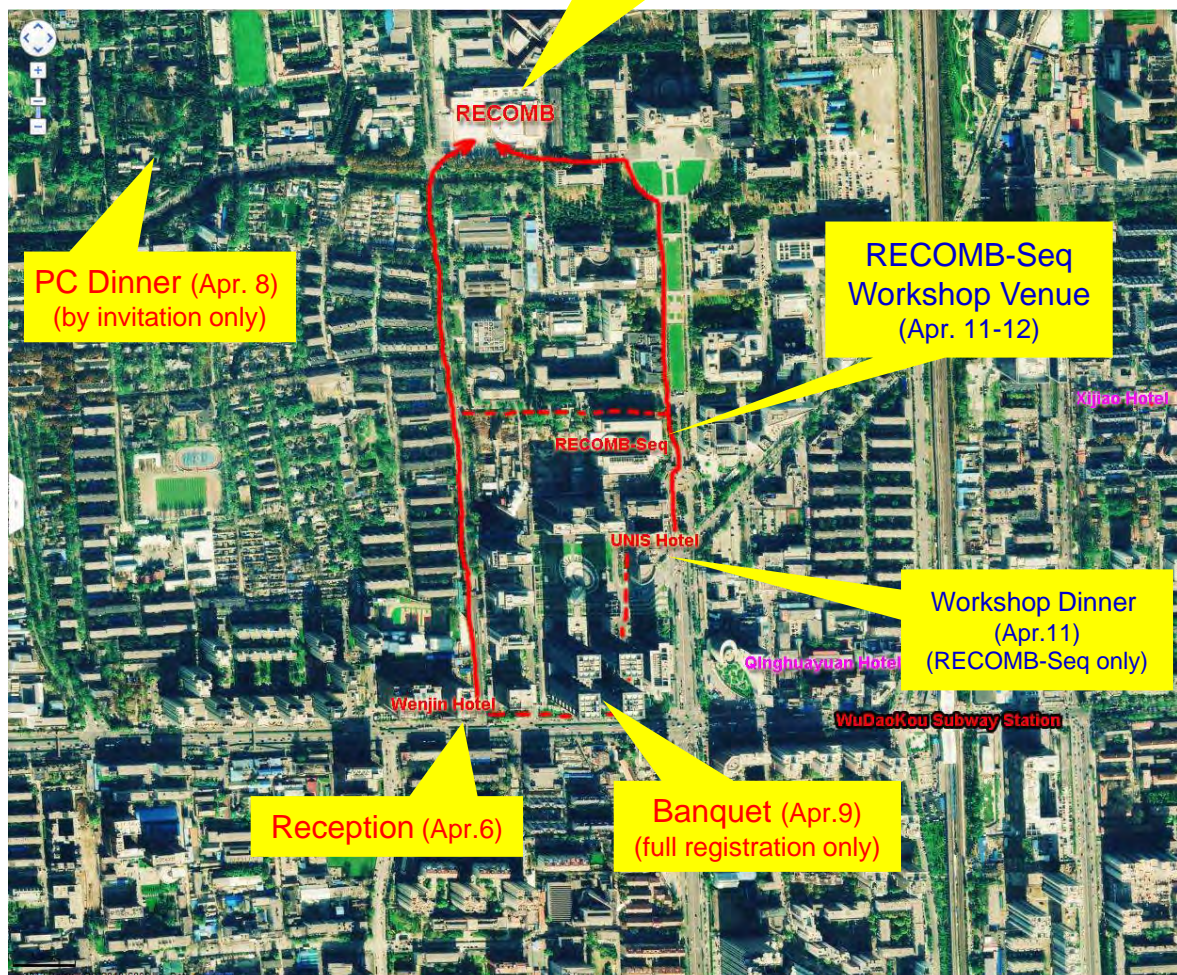 RECOMB
PC Dinner (Apr. 8)
(by invitation only)
RECOMB-Seq
Workshop Venue
(Apr. 11-12)
Xijiao Hotel
RECOMB-Seq
UNIS Hotel
Workshop Dinner
(Apr.11)
(RECOMB-Seq only)
Qinghuayuan Hotel
Wenjin Hotel
WuDaoKou Subway Station
Reception (Apr.6)
Banquet (Apr.9)
(full registration only)